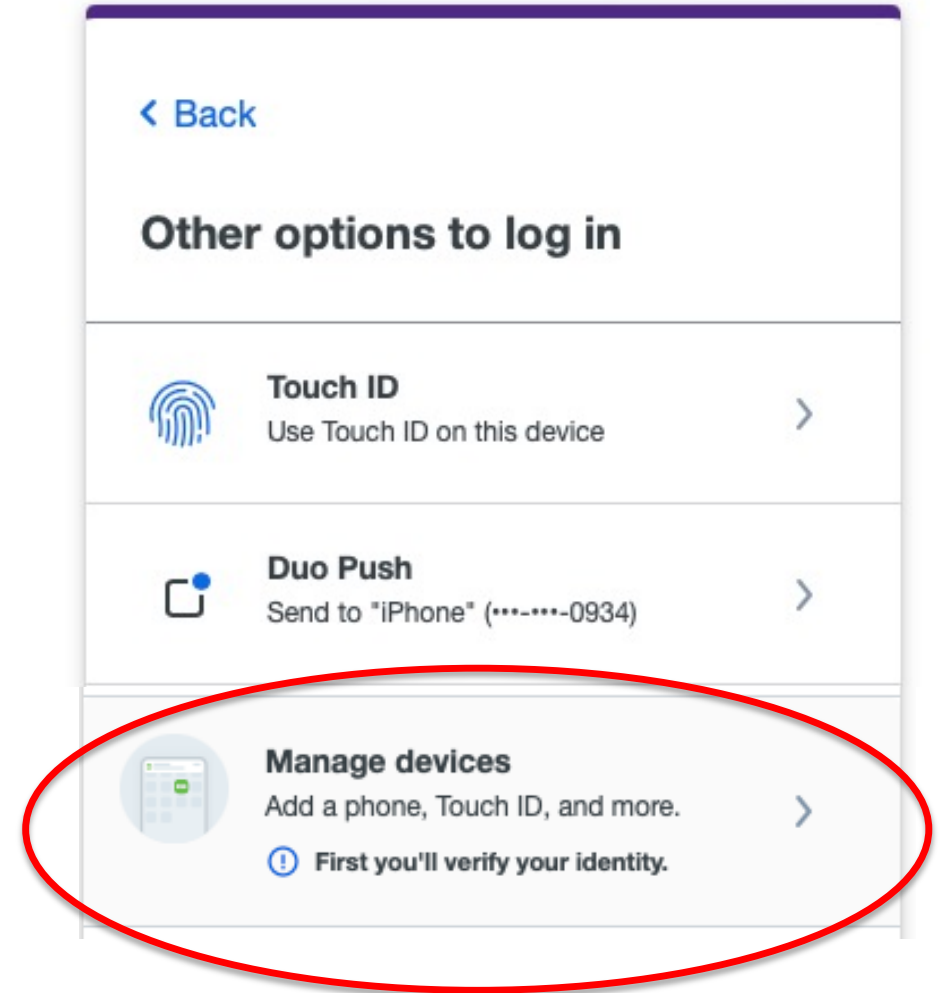 Back
Other options to log in
Touch ID
Use Touch ID on this device
Duo Push
Send to "iPhone" (•••-•••-0934)
Manage devices
Add a phone, Touch ID, and more.
First you'll verify your identity.